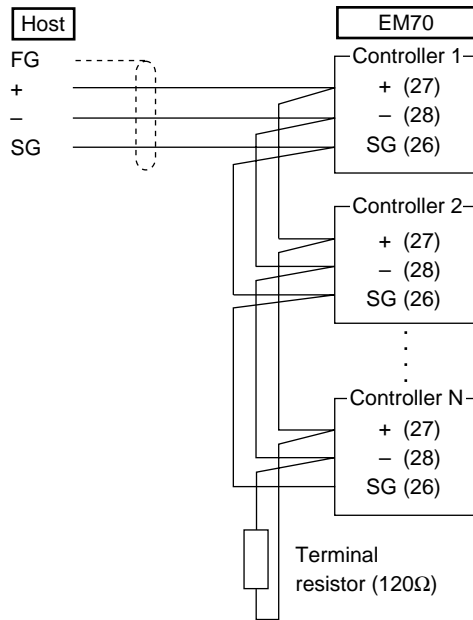 Host
EM70
FG
+
–
SG
Controller 1
+ (27)
– (28)
SG (26)
Controller 2
+ (27)
– (28)
SG (26)
Controller N
+ (27)
– (28)
SG (26)
Terminal
resistor (120Ω)